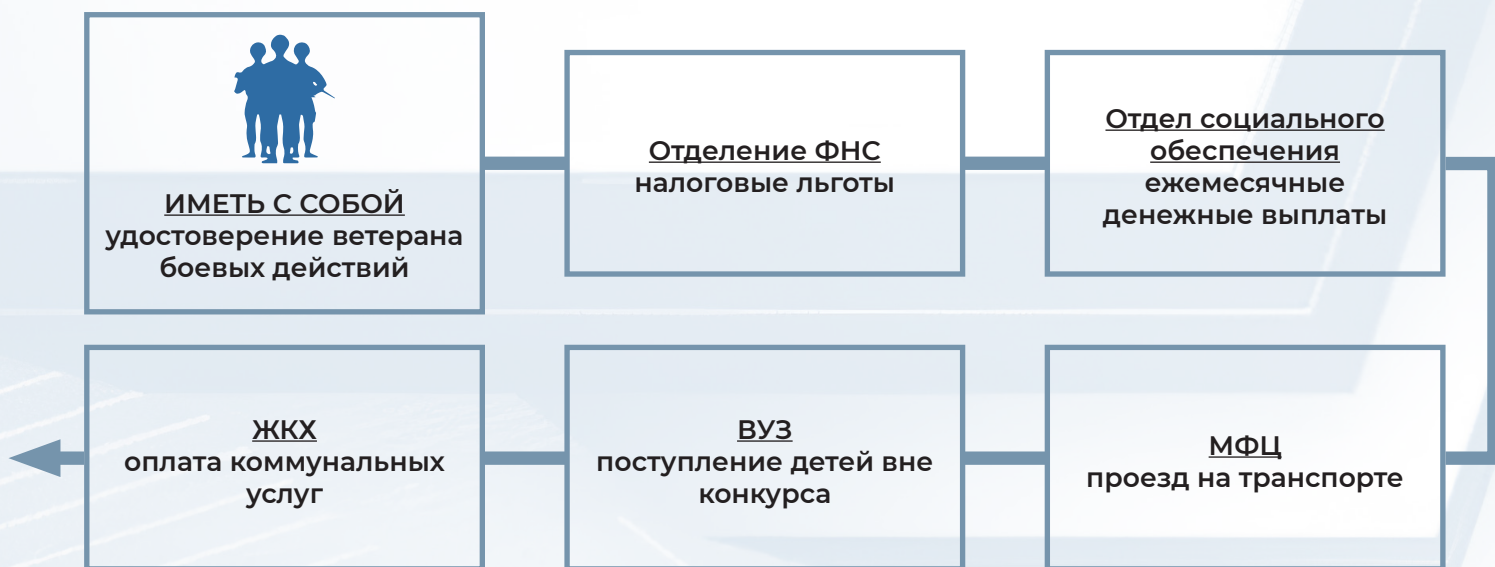 ИМЕТЬ С СОБОЙ
удостоверение ветерана
боевых действий
Отделение ФНС
налоговые льготы
Отдел социального
обеспечения
ежемесячные
денежные выплаты
МФЦ
проезд на транспорте
ВУЗ
поступление детей вне
конкурса
ЖКХ
оплата коммунальных
услуг